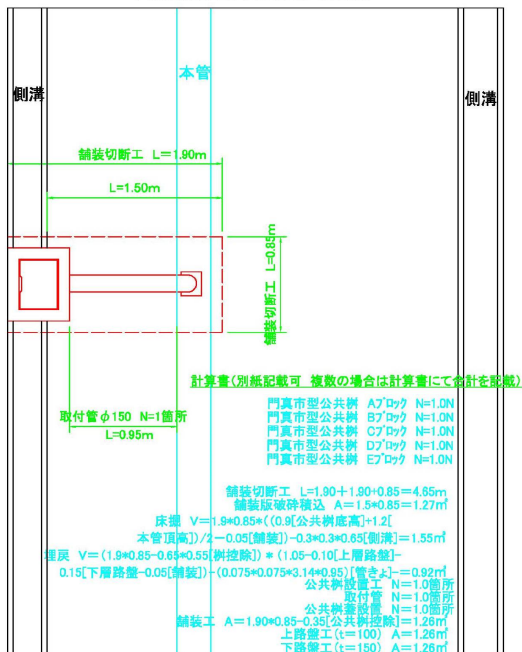 本管
側溝
側溝
舗装切断工 L=1.90m
L=1.50m
舗装切断工 L=0.85m
計算書(別紙記載可 複数の場合は計算書にて合計を記載)
取付管φ150 N=1箇所
L=0.95m
門真市型公共桝 Aブロック N=1.0N
門真市型公共桝 Bブロック N=1.0N
門真市型公共桝 Cブロック N=1.0N
門真市型公共桝 Dブロック N=1.0N
門真市型公共桝 Eブロック N=1.0N
舗装切断工 L=1.90+1.90+0.85=4.65m
舗装版破砕積込 A=1.5*0.85=1.27㎡
床掘 V=1.9*0.85*((0.9[公共桝底高]+1.2[
本管頂高])/2-0.05[舗装])-0.3*0.3*0.65[側溝]=1.55㎥
埋戻 V=(1.9*0.85-0.65*0.55[桝控除]) * (1.05-0.10[上層路盤]-
0.15[下層路盤-0.05[舗装])-(0.075*0.075*3.14*0.95)[管きょ]-=0.92㎥
公共桝設置工 N=1.0箇所
取付管 N=1.0箇所
公共桝蓋設置 N=1.0箇所
舗装工 A=1.90*0.85-0.35[公共桝控除]=1.26㎡
上路盤工(t=100) A=1.26㎡
下路盤工(t=150) A=1.26㎡